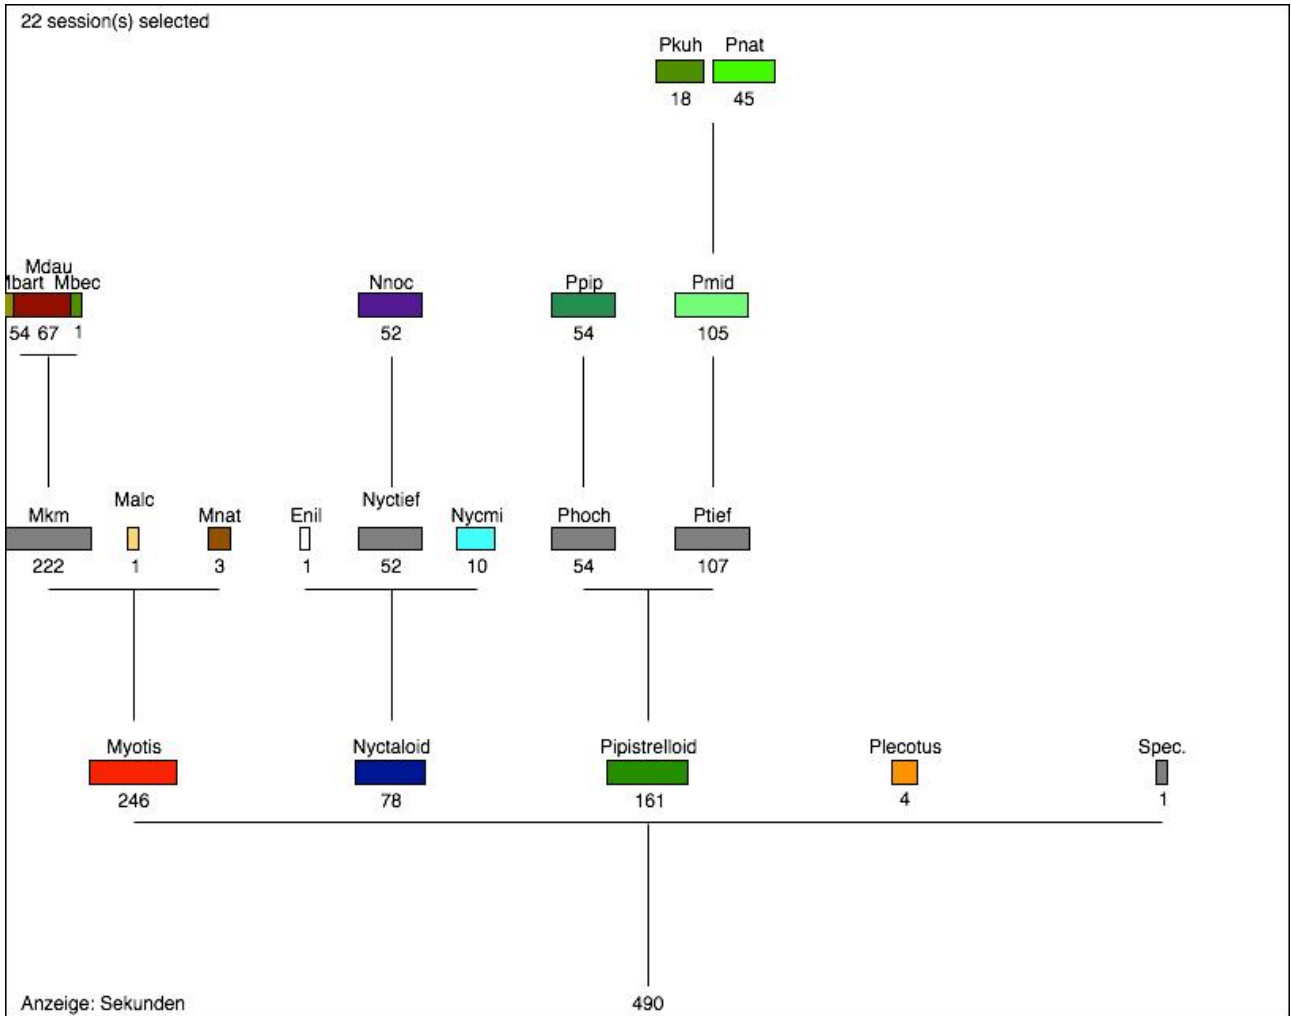 22 session(s) selected
Pkuh Pnat
18 45
Mdau
Mbec Nnoc Ppip Pmid
54 67 1 52 54 105
Malc Nyctief
Mkm Mnat Enil Nycmi Phoch Ptief
222 1 3 1 52 10 54 107
Myotis Nyctaloid Pipistrelloid Plecotus Spec.
246 78 161 4 1
Anzeige: Sekunden 490